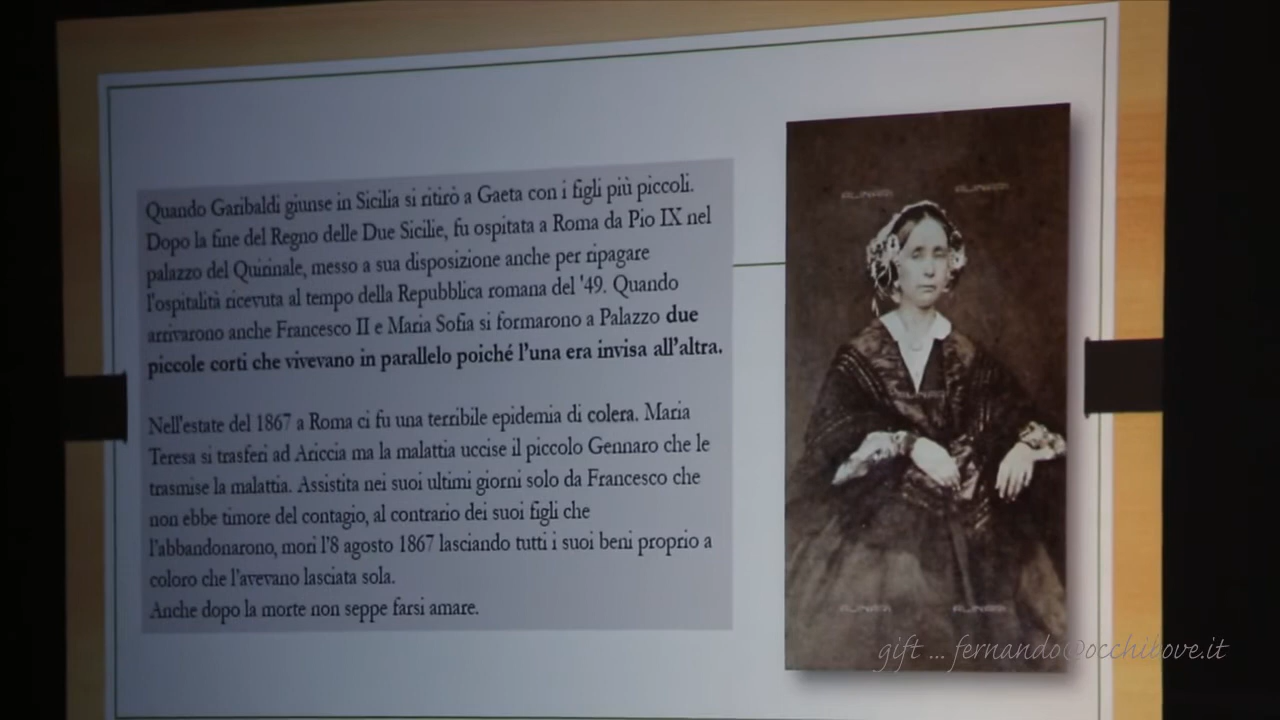 Quando Garibaldi giunse in Sicilia si ritirò a Gaeta con i figli più piccoli.
Dopo la fine del Regno delle Due Sicilie, fu ospitata a Roma da Pio IX nel
palazzo del Quirinale, messo a sua disposizione anche per ripagare
l'ospitalità ricevuta al tempo della Repubblica romana del '49. Quando
arrivarono anche Francesco II e Maria Sofia si formarono a Palazzo due
piccole corti che vivevano in parallelo poiché l'una era invisa all'altra.
Nell'estate del 1867 a Roma ci fu una terribile epidemia di colera. Maria
Teresa si trasferì ad Ariccia ma la malattia uccise il piccolo Gennaro che le
trasmise la malattia. Assistita nei suoi ultimi giorni solo da Francesco che
non ebbe timore del contagio, al contrario dei suoi figli che
l'abbandonarono, morì l'8 agosto 1867 lasciando tutti i suoi beni proprio a
coloro che l'avevano lasciata sola.
Anche dopo la morte non seppe farsi amare.
ALINARI ALINARI
ALINARI
ALINARI ALINARI
gift ... fernando@occhibove.it